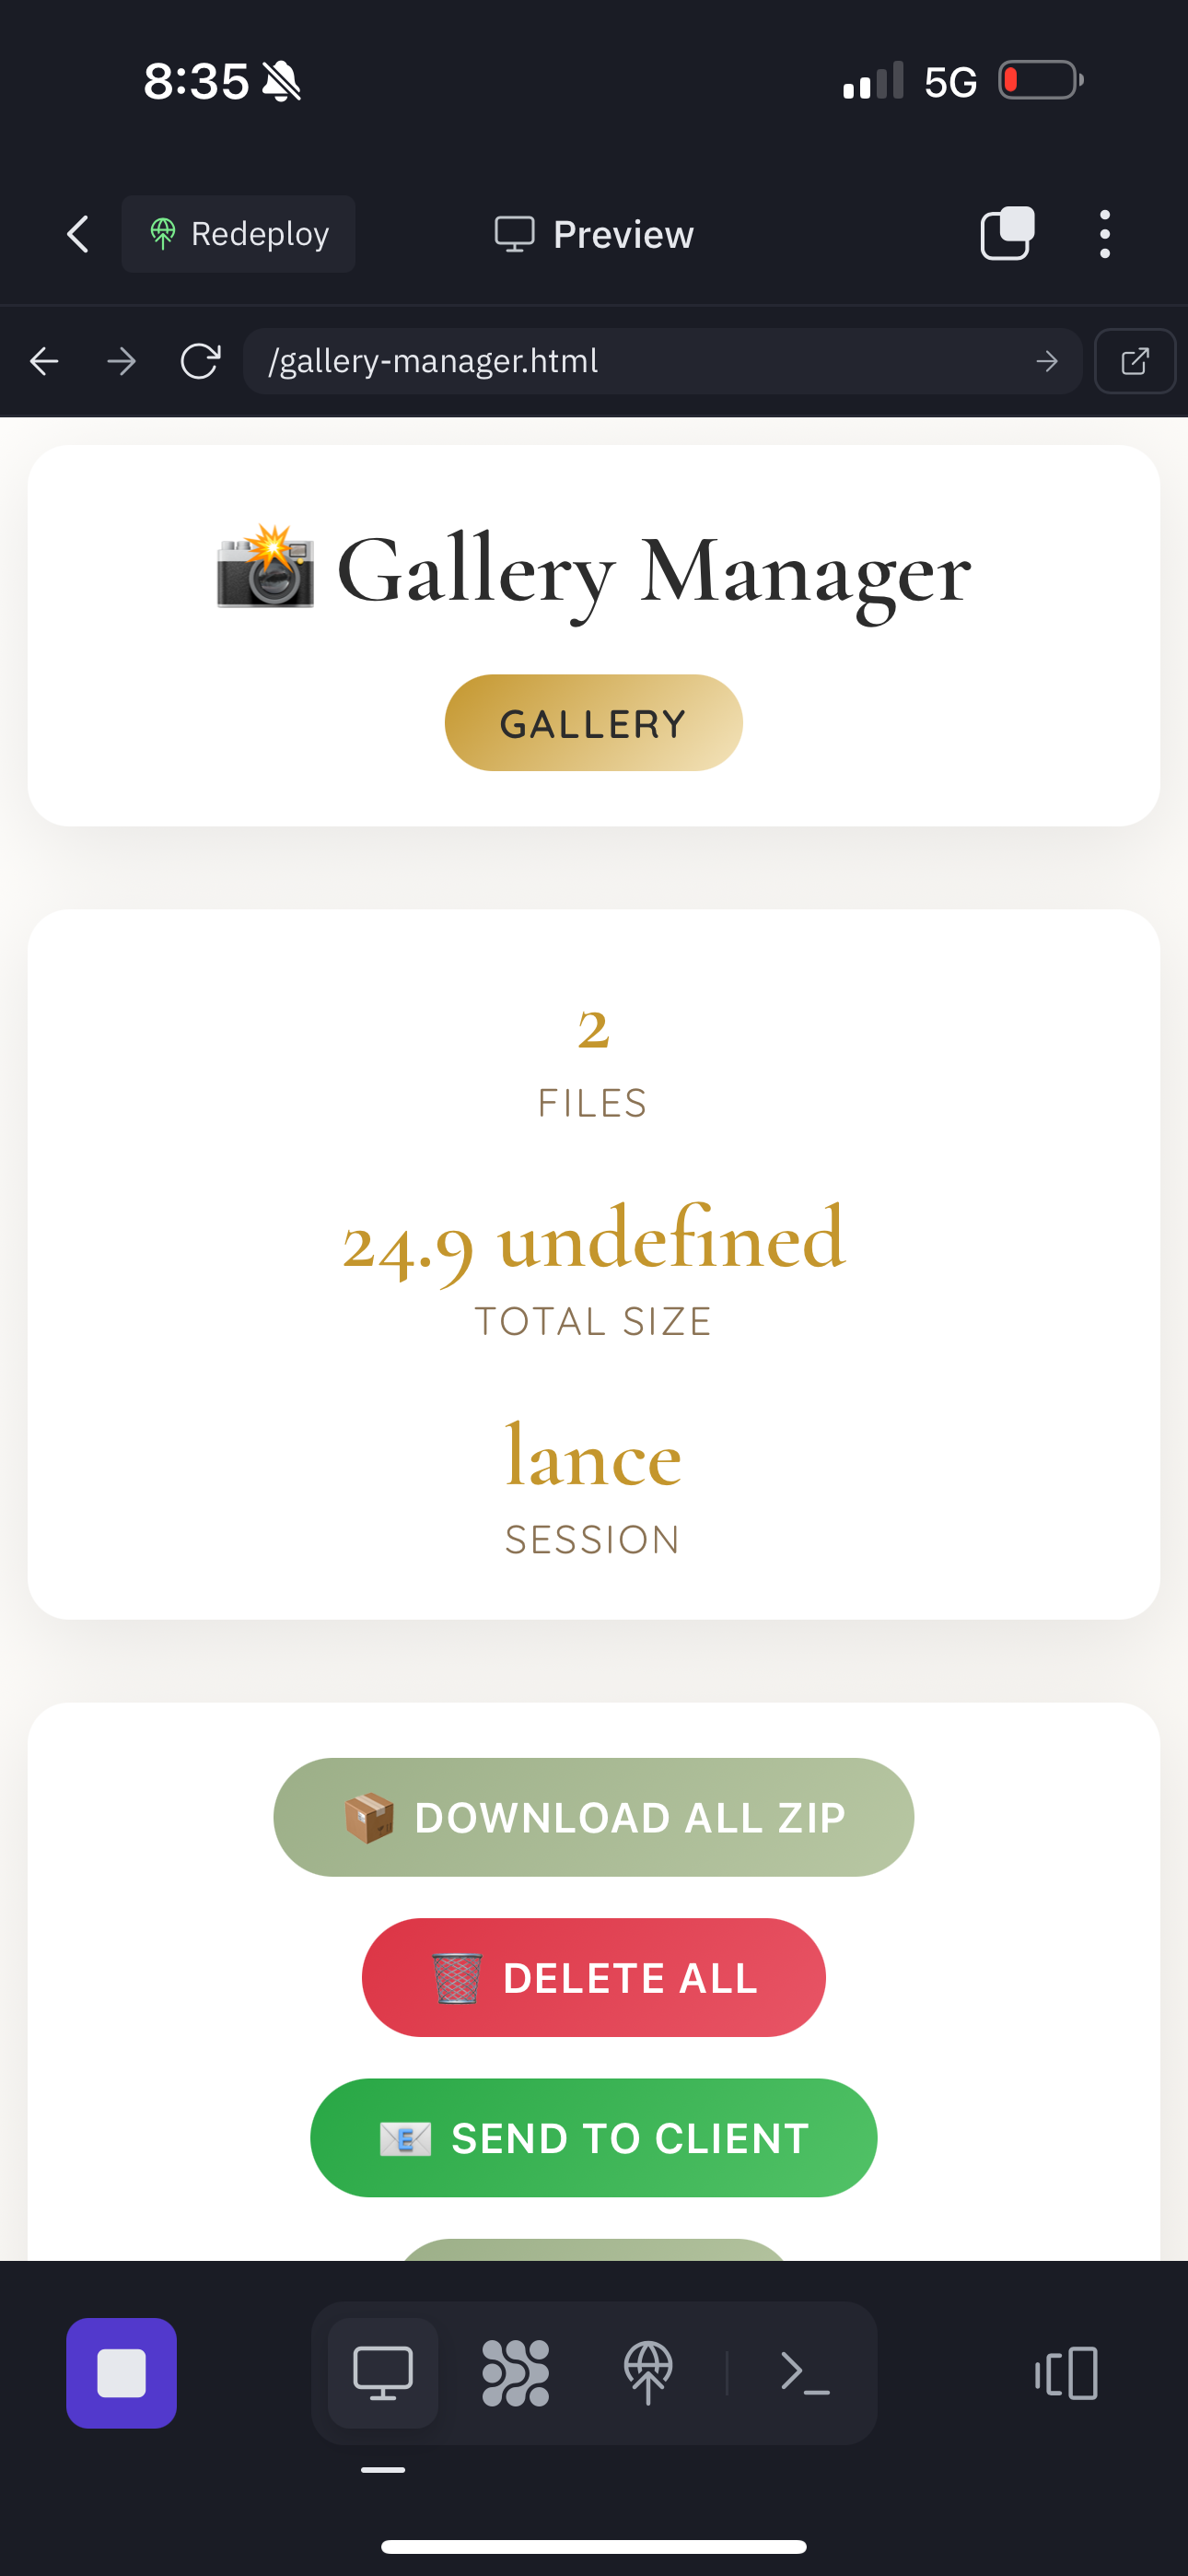 8:35
5G
Redeploy
Preview
/gallery-manager.html
📸 Gallery Manager
GALLERY
2
FILES
24.9 undefined
TOTAL SIZE
lance
SESSION
📦 DOWNLOAD ALL ZIP
🗑️ DELETE ALL
📧 SEND TO CLIENT